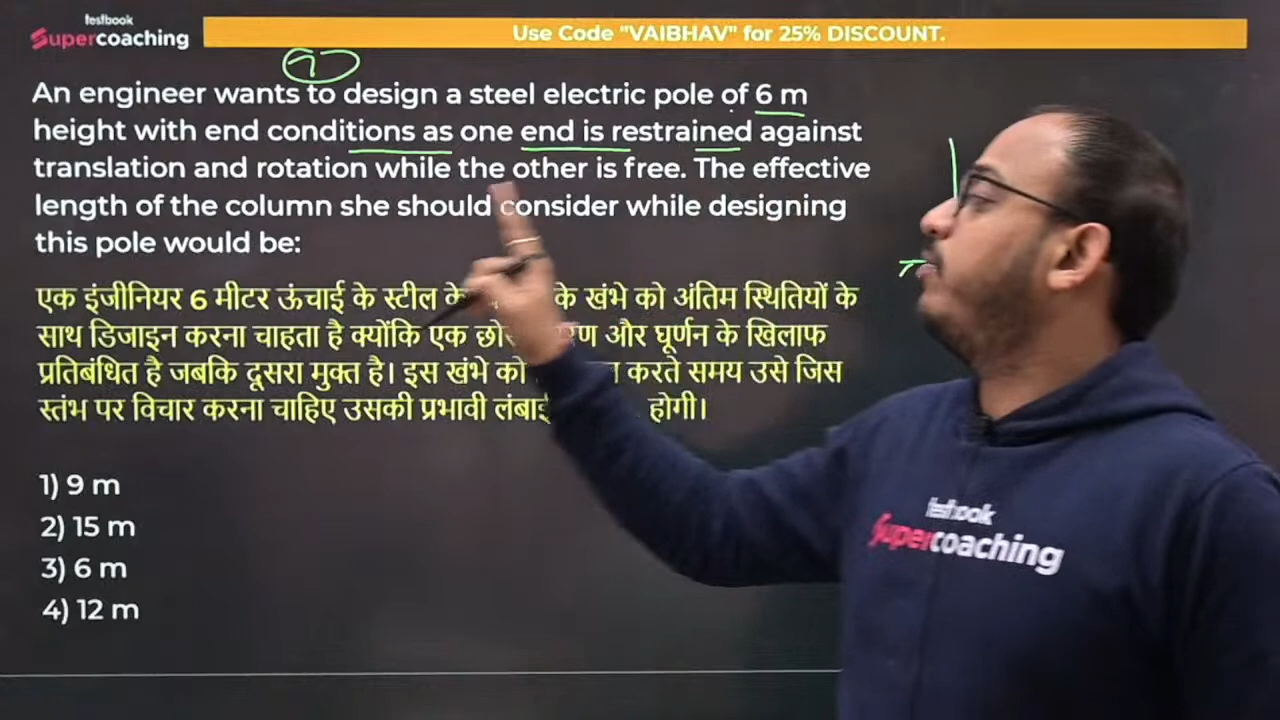 testbook
Supercoaching
Use Code "VAIBHAV" for 25% DISCOUNT.
An engineer wants to design a steel electric pole of 6 m
height with end conditions as one end is restrained against
translation and rotation while the other is free. The effective
length of the column she should consider while designing
this pole would be:
एक इंजीनियर 6 मीटर ऊंचाई के स्टील के के खंभे को अंतिम स्थितियों के
साथ डिजाइन करना चाहता है क्योंकि एक और घूर्णन के खिलाफ
प्रतिबंधित है जबकि दूसरा मुक्त है। इस खंभे को करते समय उसे जिस
स्तंभ पर विचार करना चाहिए उसकी प्रभावी होगी।
1) 9 m
2) 15 m
3) 6 m
4) 12 m
testbook
Supercoaching